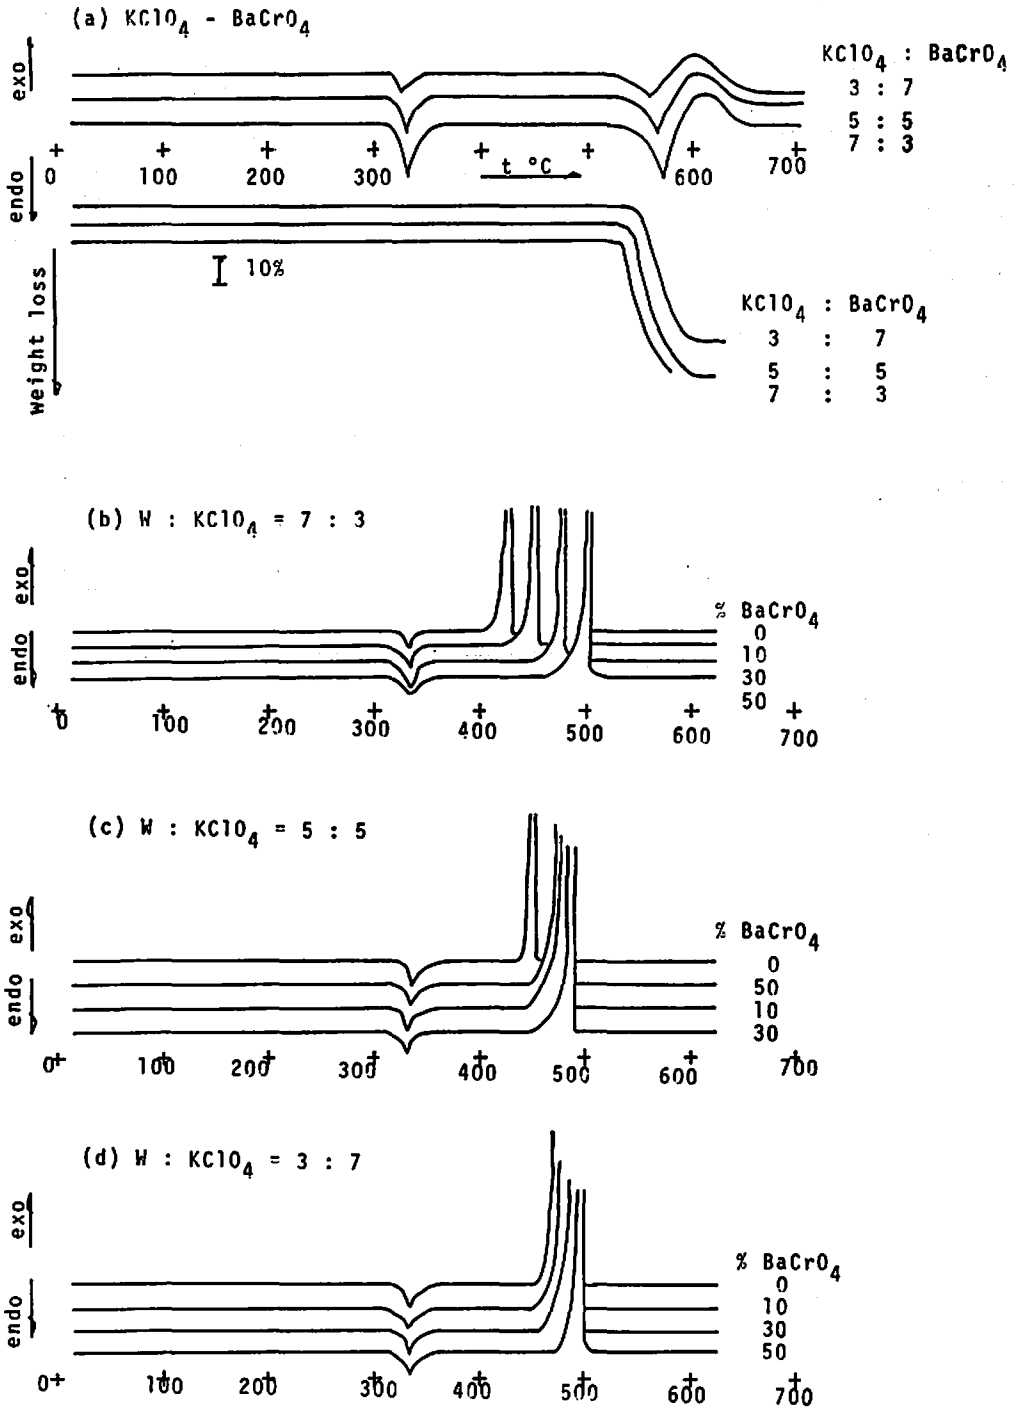 (a) KClO4 - BaCrO4
exo
KClO4 : BaCrO4
3 : 7
5 : 5
7 : 3
0 100 200 300 t °C 600 700
endo
10%
Weight loss
KClO4 : BaCrO4
3 : 7
5 : 5
7 : 3
(b) W : KClO4 = 7 : 3
exo
endo
% BaCrO4
0
10
30
50
0 100 200 300 400 500 600 700
(c) W : KClO4 = 5 : 5
exo
endo
% BaCrO4
0
50
10
30
0 100 200 300 400 500 600 700
(d) W : KClO4 = 3 : 7
exo
endo
% BaCrO4
0
10
30
50
0 100 200 300 400 500 600 700